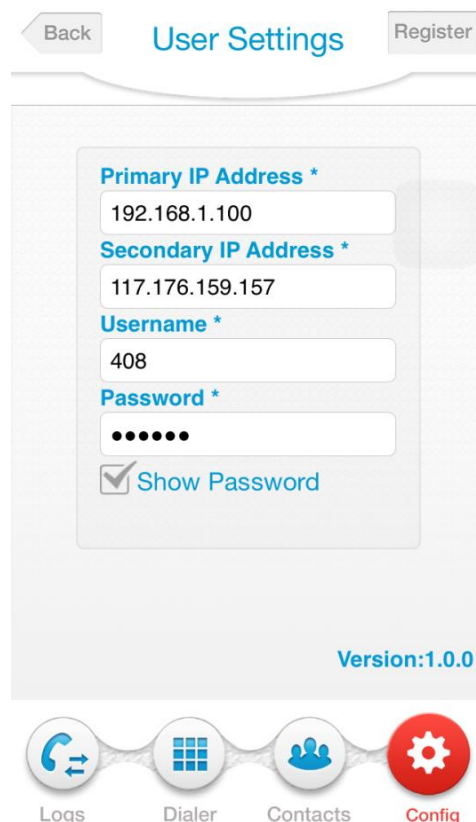 Back
User Settings
Register
Primary IP Address *
192.168.1.100
Secondary IP Address *
117.176.159.157
Username *
408
Password *
••••••
Show Password
Version:1.0.0
Logs
Dialer
Contacts
Config